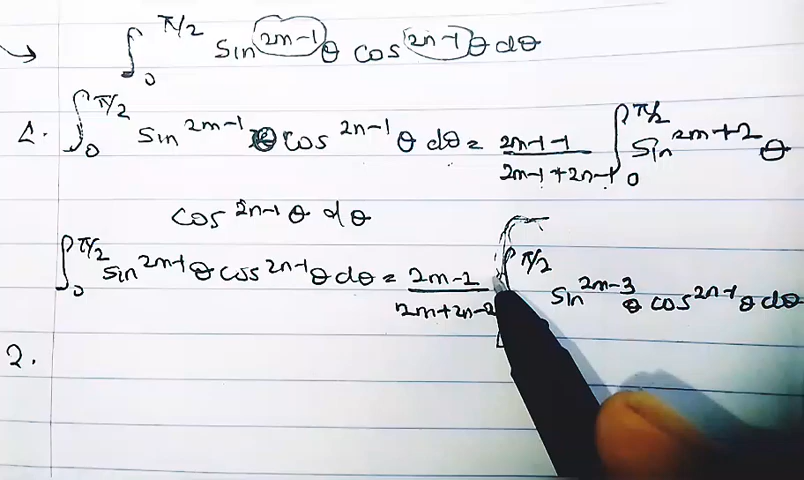 → ∫₀^π/2 sin^2m-1 θ cos^2n-1 θ dθ
1. ∫₀^π/2 sin^2m-1 θ cos^2n-1 θ dθ = (2m-1-1)/(2m-1+2n-1) ∫₀^π/2 sin^2m+2 θ
cos^2n-1 θ dθ
∫₀^π/2 sin^2m-1 θ cos^2n-1 θ dθ = (2m-2)/(2m+2n-2) ∫^π/2 sin^2m-3 θ cos^2n-1 θ dθ
2.